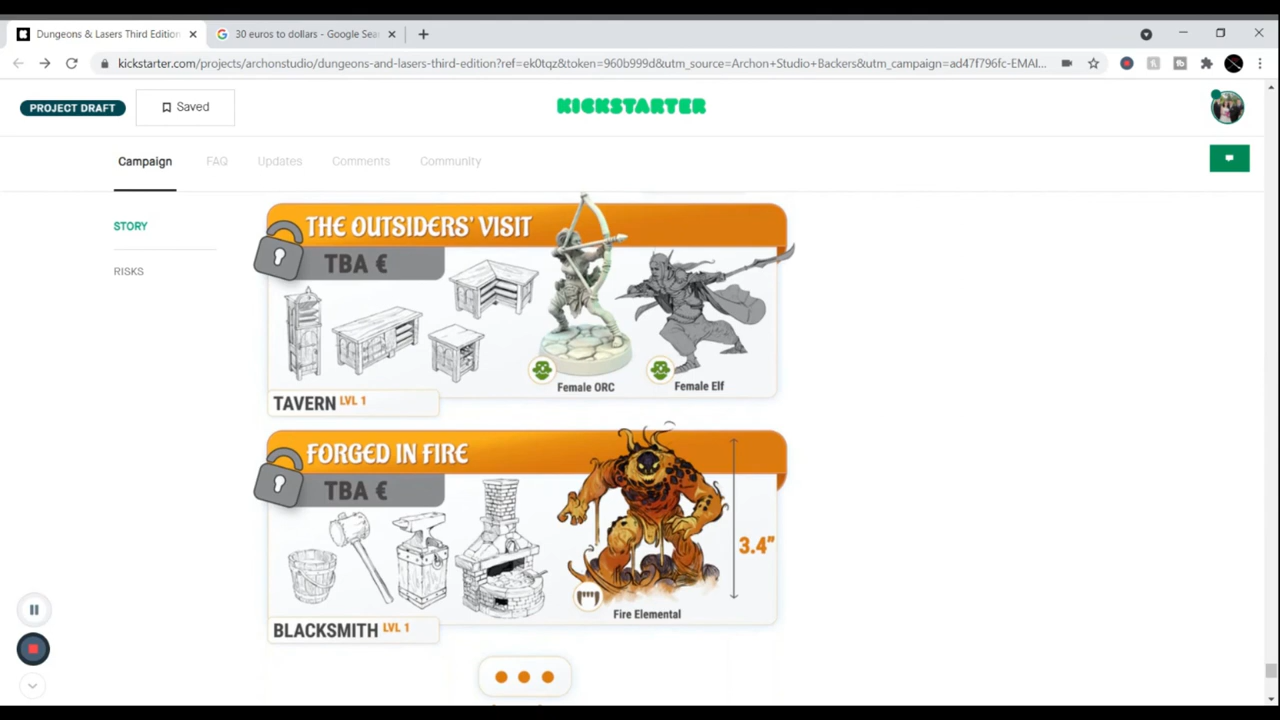 Dungeons & Lasers Third Edition
30 euros to dollars - Google Sea
kickstarter.com/projects/archonstudio/dungeons-and-lasers-third-edition?ref=ek0tqz&token=960b999d&utm_source=Archon+Studio+Backers&utm_campaign=ad47f796fc-EMAI...
PROJECT DRAFT
Saved
KICKSTARTER
Campaign
FAQ
Updates
Comments
Community
STORY
RISKS
THE OUTSIDERS' VISIT
TBA €
Female ORC
Female Elf
TAVERN LVL 1
FORGED IN FIRE
TBA €
3.4"
Fire Elemental
BLACKSMITH LVL 1